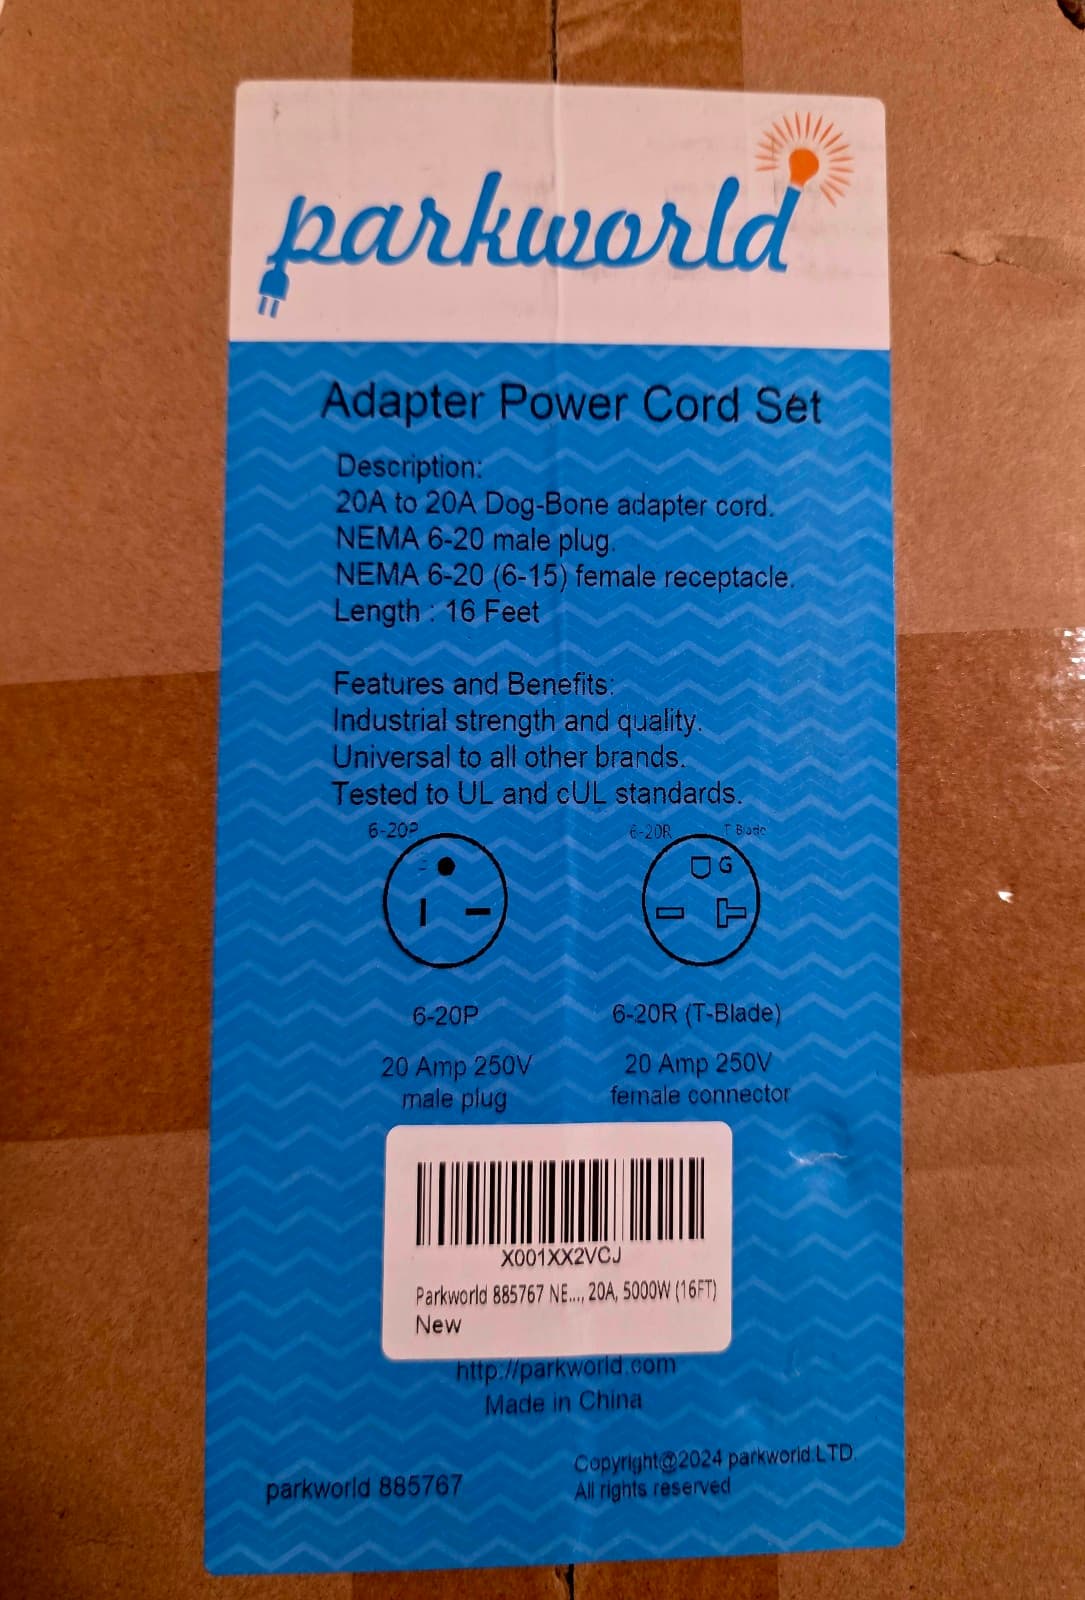 parkworld
Adapter Power Cord Set
Description:
20A to 20A Dog-Bone adapter cord.
NEMA 6-20 male plug.
NEMA 6-20 (6-15) female receptacle.
Length : 16 Feet
Features and Benefits:
Industrial strength and quality.
Universal to all other brands.
Tested to UL and cUL standards.
6-20P 6-20R T Blade
G
6-20P 6-20R (T-Blade)
20 Amp 250V 20 Amp 250V
male plug female connector
X001XX2VCJ
Parkworld 885767 NE..., 20A, 5000W (16FT)
New
http://parkworld.com
Made in China
Copyright@2024 parkworld.LTD.
parkworld 885767 All rights reserved